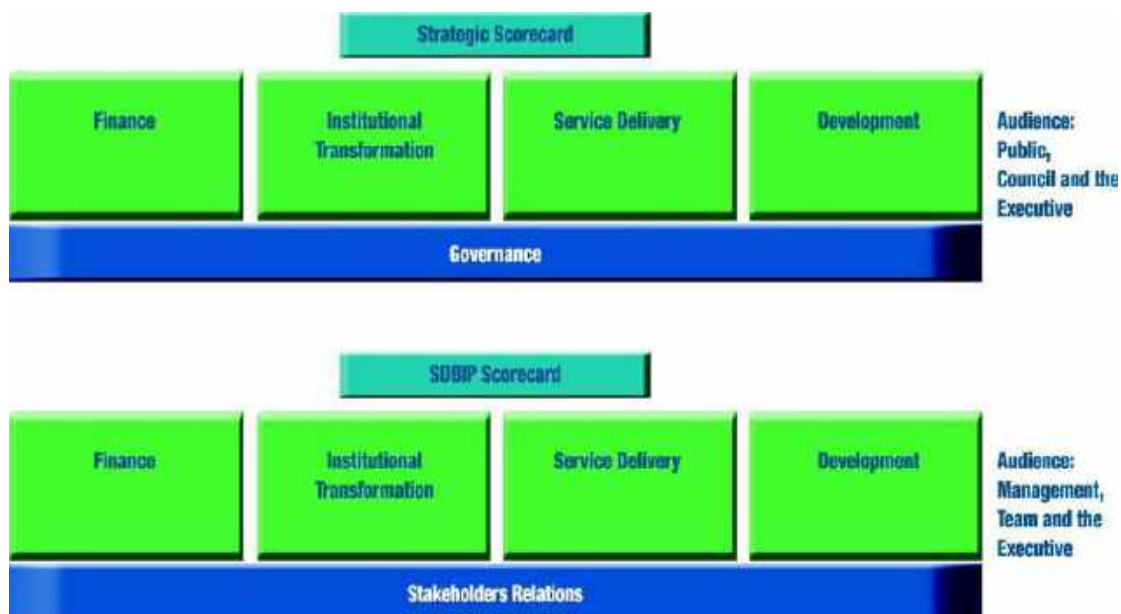 Strategic Scorecard
Finance
Institutional
Transformation
Service Delivery
Development
Audience:
Public,
Council and the
Executive
Governance
SDBIP Scorecard
Finance
Institutional
Transformation
Service Delivery
Development
Audience:
Management,
Team and the
Executive
Stakeholders Relations